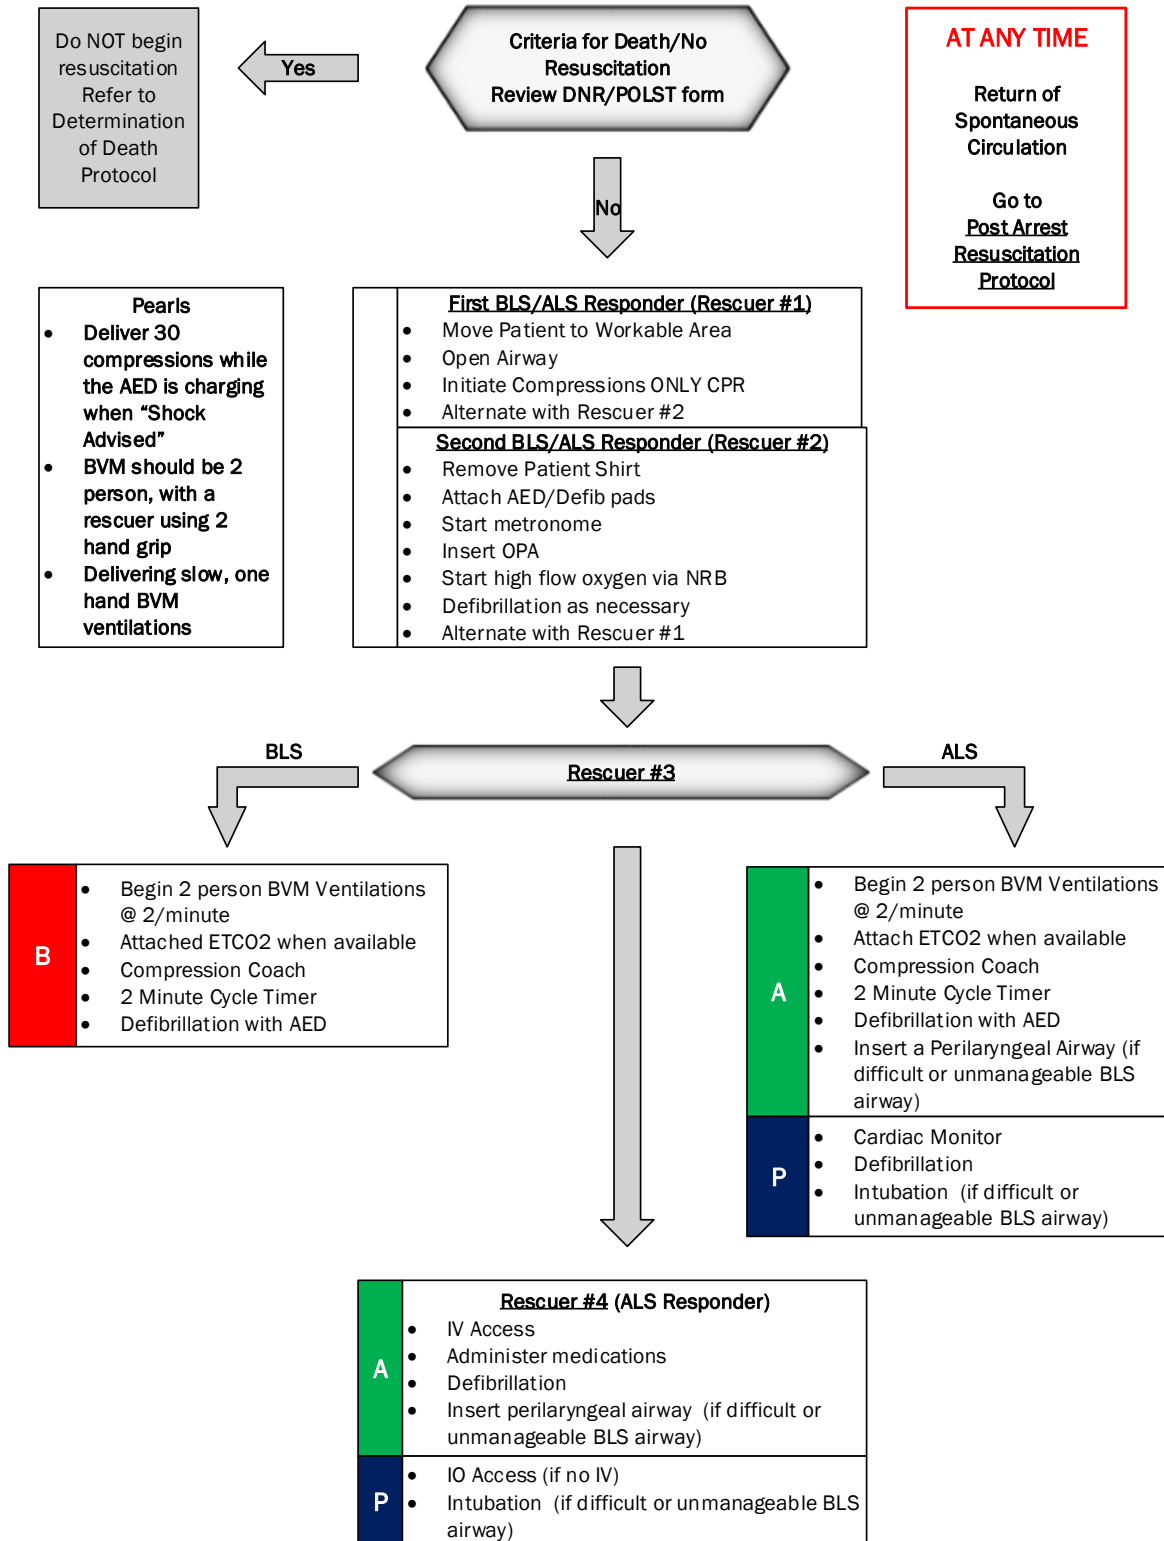 Do NOT begin
resuscitation
Refer to
Determination
of Death
Protocol
Yes
Criteria for Death/No
Resuscitation
Review DNR/POLST form
AT ANY TIME
Return of
Spontaneous
Circulation
Go to
Post Arrest
Resuscitation
Protocol
No
Pearls
• Deliver 30
compressions while
the AED is charging
when “Shock
Advised”
• BVM should be 2
person, with a
rescuer using 2
hand grip
• Delivering slow, one
hand BVM
ventilations
First BLS/ALS Responder (Rescuer #1)
• Move Patient to Workable Area
• Open Airway
• Initiate Compressions ONLY CPR
• Alternate with Rescuer #2
Second BLS/ALS Responder (Rescuer #2)
• Remove Patient Shirt
• Attach AED/Defib pads
• Start metronome
• Insert OPA
• Start high flow oxygen via NRB
• Defibrillation as necessary
• Alternate with Rescuer #1
BLS
Rescuer #3
ALS
B
• Begin 2 person BVM Ventilations
@ 2/minute
• Attached ETCO2 when available
• Compression Coach
• 2 Minute Cycle Timer
• Defibrillation with AED
A
• Begin 2 person BVM Ventilations
@ 2/minute
• Attach ETCO2 when available
• Compression Coach
• 2 Minute Cycle Timer
• Defibrillation with AED
• Insert a Perilaryngeal Airway (if
difficult or unmanageable BLS
airway)
P
• Cardiac Monitor
• Defibrillation
• Intubation (if difficult or
unmanageable BLS airway)
Rescuer #4 (ALS Responder)
A
• IV Access
• Administer medications
• Defibrillation
• Insert perilaryngeal airway (if difficult or
unmanageable BLS airway)
P
• IO Access (if no IV)
• Intubation (if difficult or unmanageable BLS
airway)